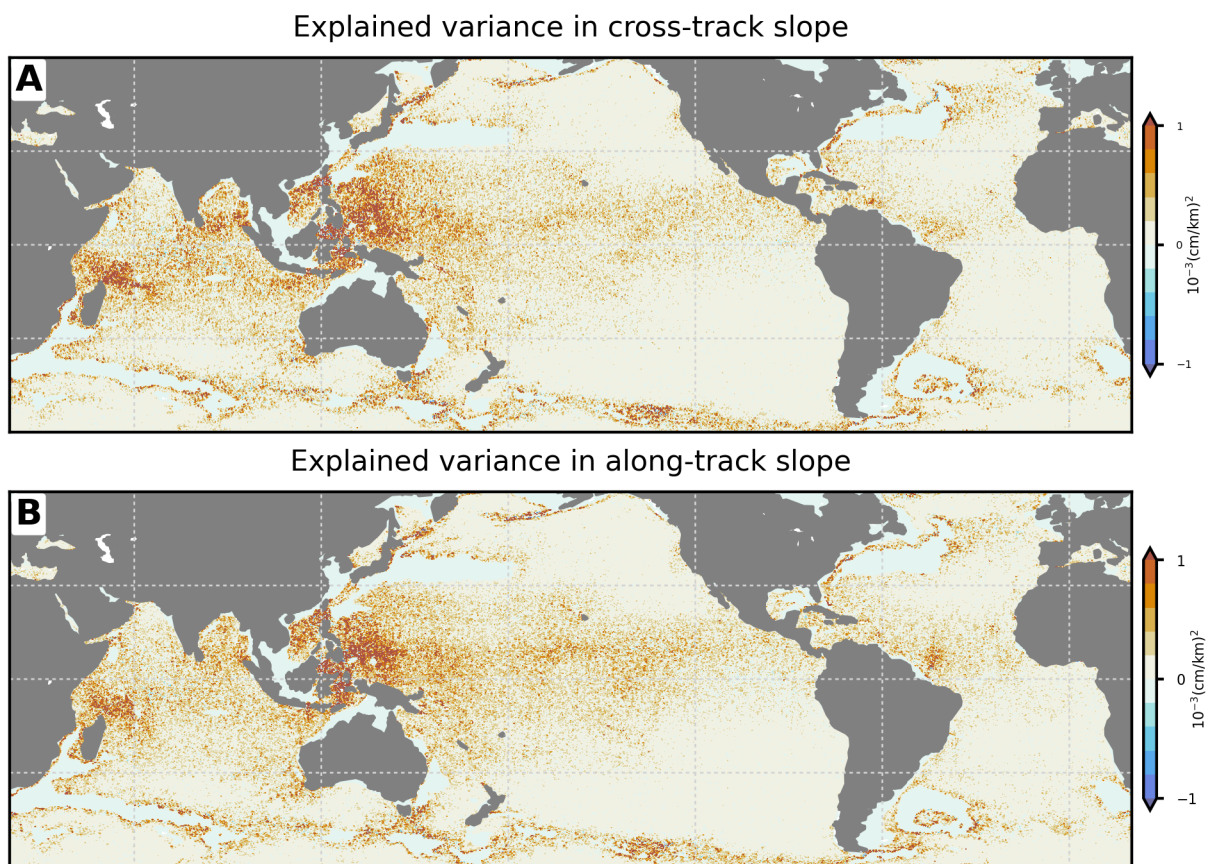 Explained variance in cross-track slope
A
1
0
−1
10⁻³(cm/km)²
Explained variance in along-track slope
B
1
0
−1
10⁻³(cm/km)²